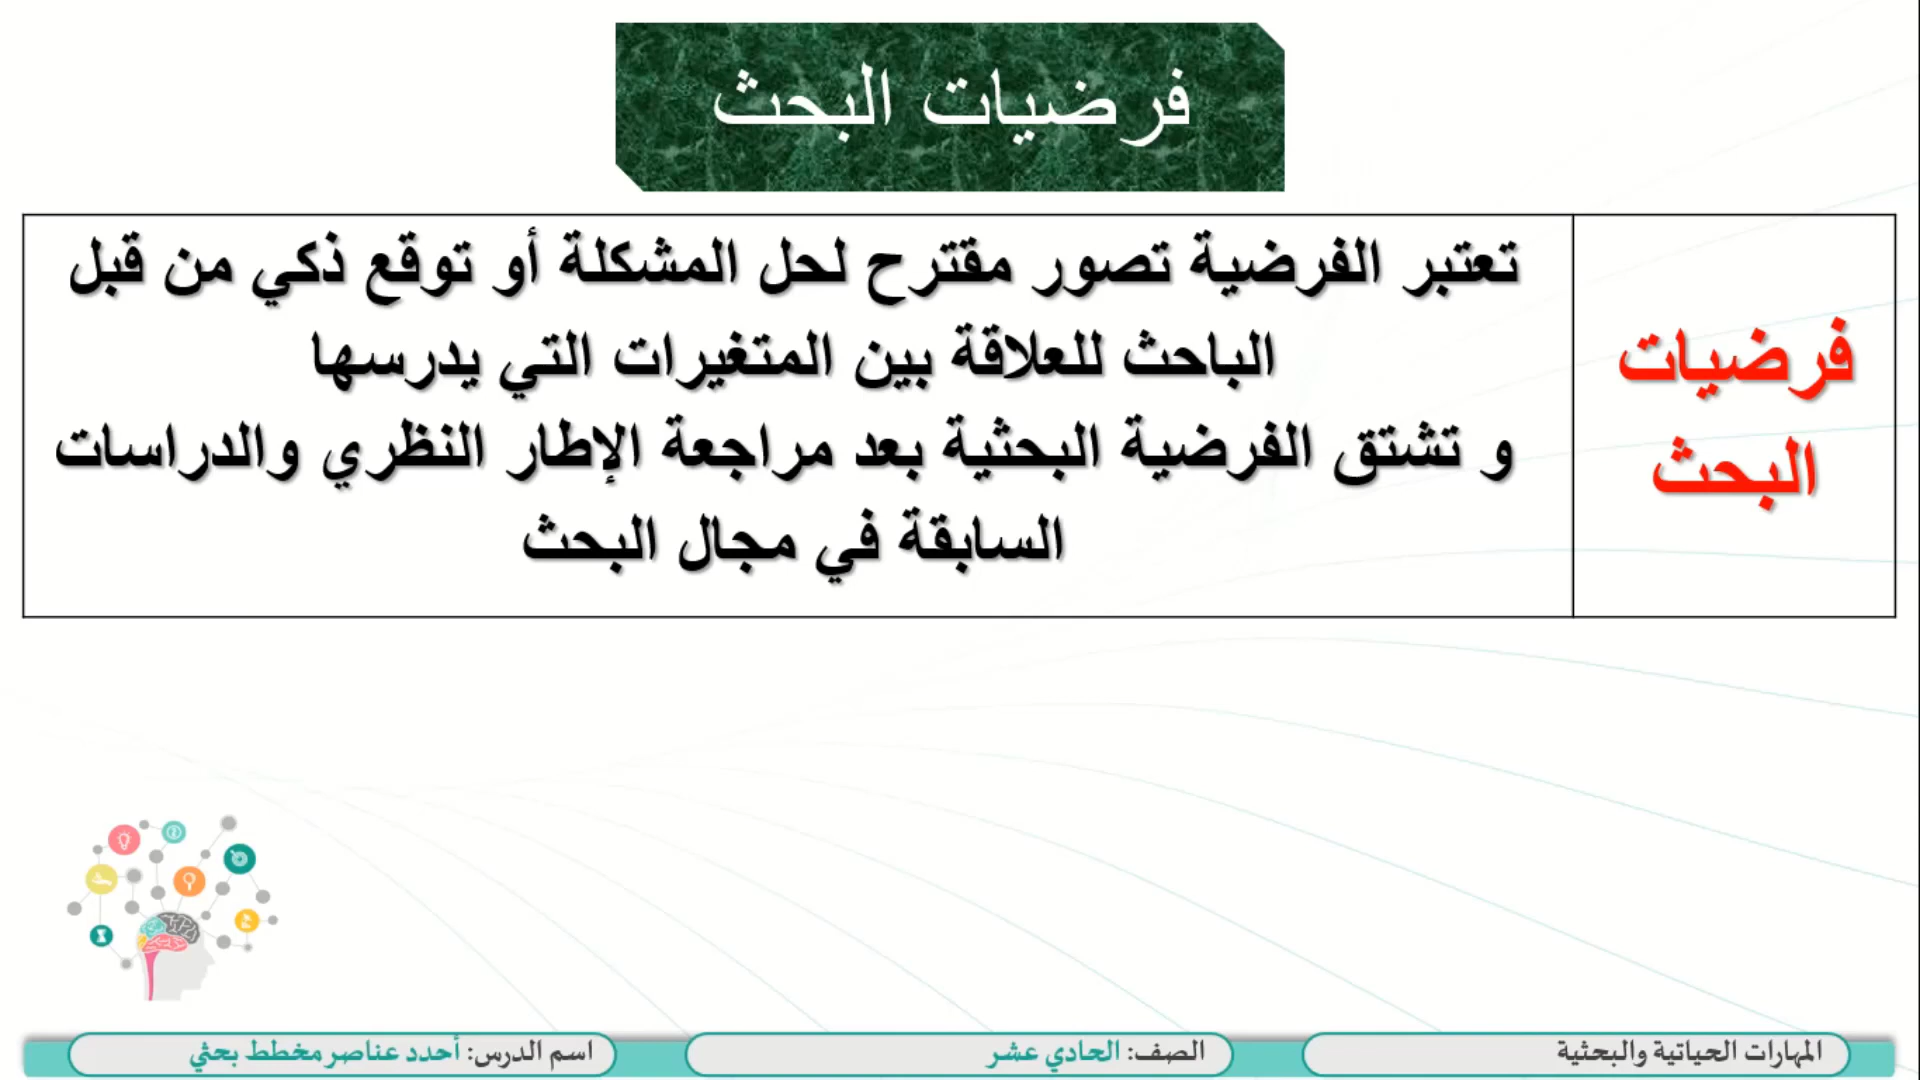 فرضيات البحث
فرضيات
البحث
تعتبر الفرضية تصور مقترح لحل المشكلة أو توقع ذكي من قبل
الباحث للعلاقة بين المتغيرات التي يدرسها
و تشتق الفرضية البحثية بعد مراجعة الإطار النظري والدراسات
السابقة في مجال البحث
المهارات الحياتية والبحثية
الصف: الحادي عشر
اسم الدرس: أحدد عناصر مخطط بحثي